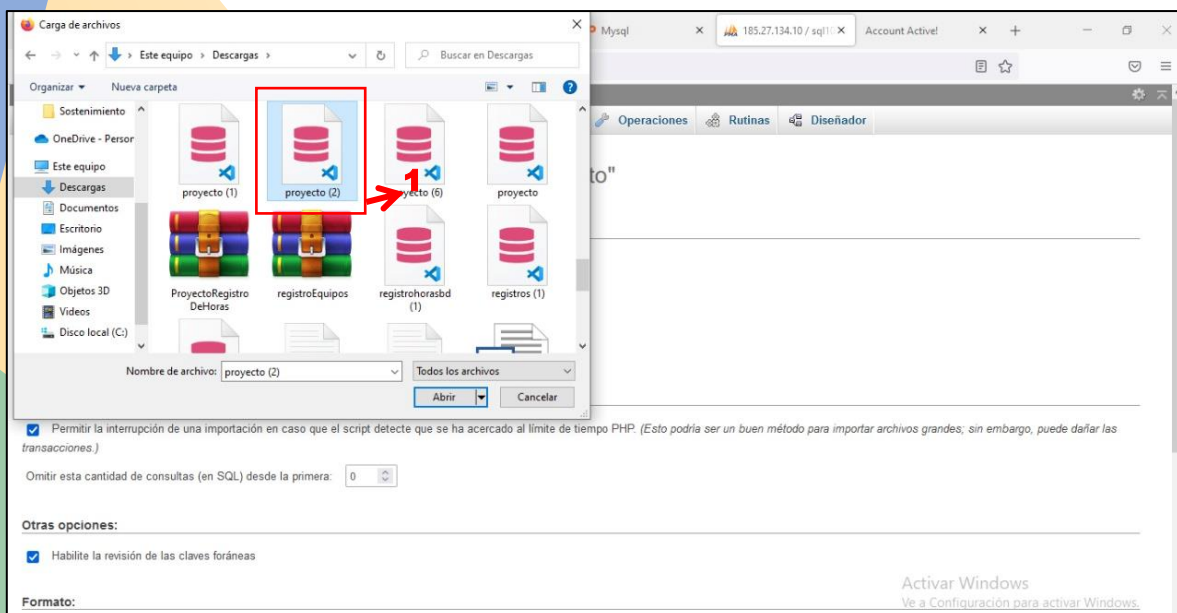 Carga de archivos
Mysql
185.27.134.10 / sql10
Account Active!
Este equipo > Descargas >
Buscar en Descargas
Organizar
Nueva carpeta
Sostenimiento
OneDrive - Person
Este equipo
Descargas
Documentos
Escritorio
Imágenes
Música
Objetos 3D
Videos
Disco local (C:)
proyecto (1)
proyecto (2)
1
proyecto (6)
proyecto
ProyectoRegistro
DeHoras
registroEquipos
registrohorasbd
(1)
registros (1)
Nombre de archivo:
proyecto (2)
Todos los archivos
Abrir
Cancelar
Operaciones
Rutinas
Diseñador
to"
Permitir la interrupción de una importación en caso que el script detecte que se ha acercado al límite de tiempo PHP. (Esto podría ser un buen método para importar archivos grandes; sin embargo, puede dañar las
transacciones.)
Omitir esta cantidad de consultas (en SQL) desde la primera: 0
Otras opciones:
Habilite la revisión de las claves foráneas
Formato:
Activar Windows
Ve a Configuración para activar Windows.